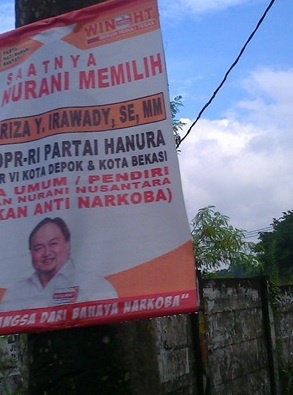 WIN HT
SAATNYA
NURANI MEMILIH
RIZA Y. IRAWADY, SE, MM
DPR-RI PARTAI HANURA
VI KOTA DEPOK & KOTA BEKASI
UMUM / PENDIRI
NURANI NUSANTARA
KAN ANTI NARKOBA)
NGSA DARI BAHAYA NARKOBA"